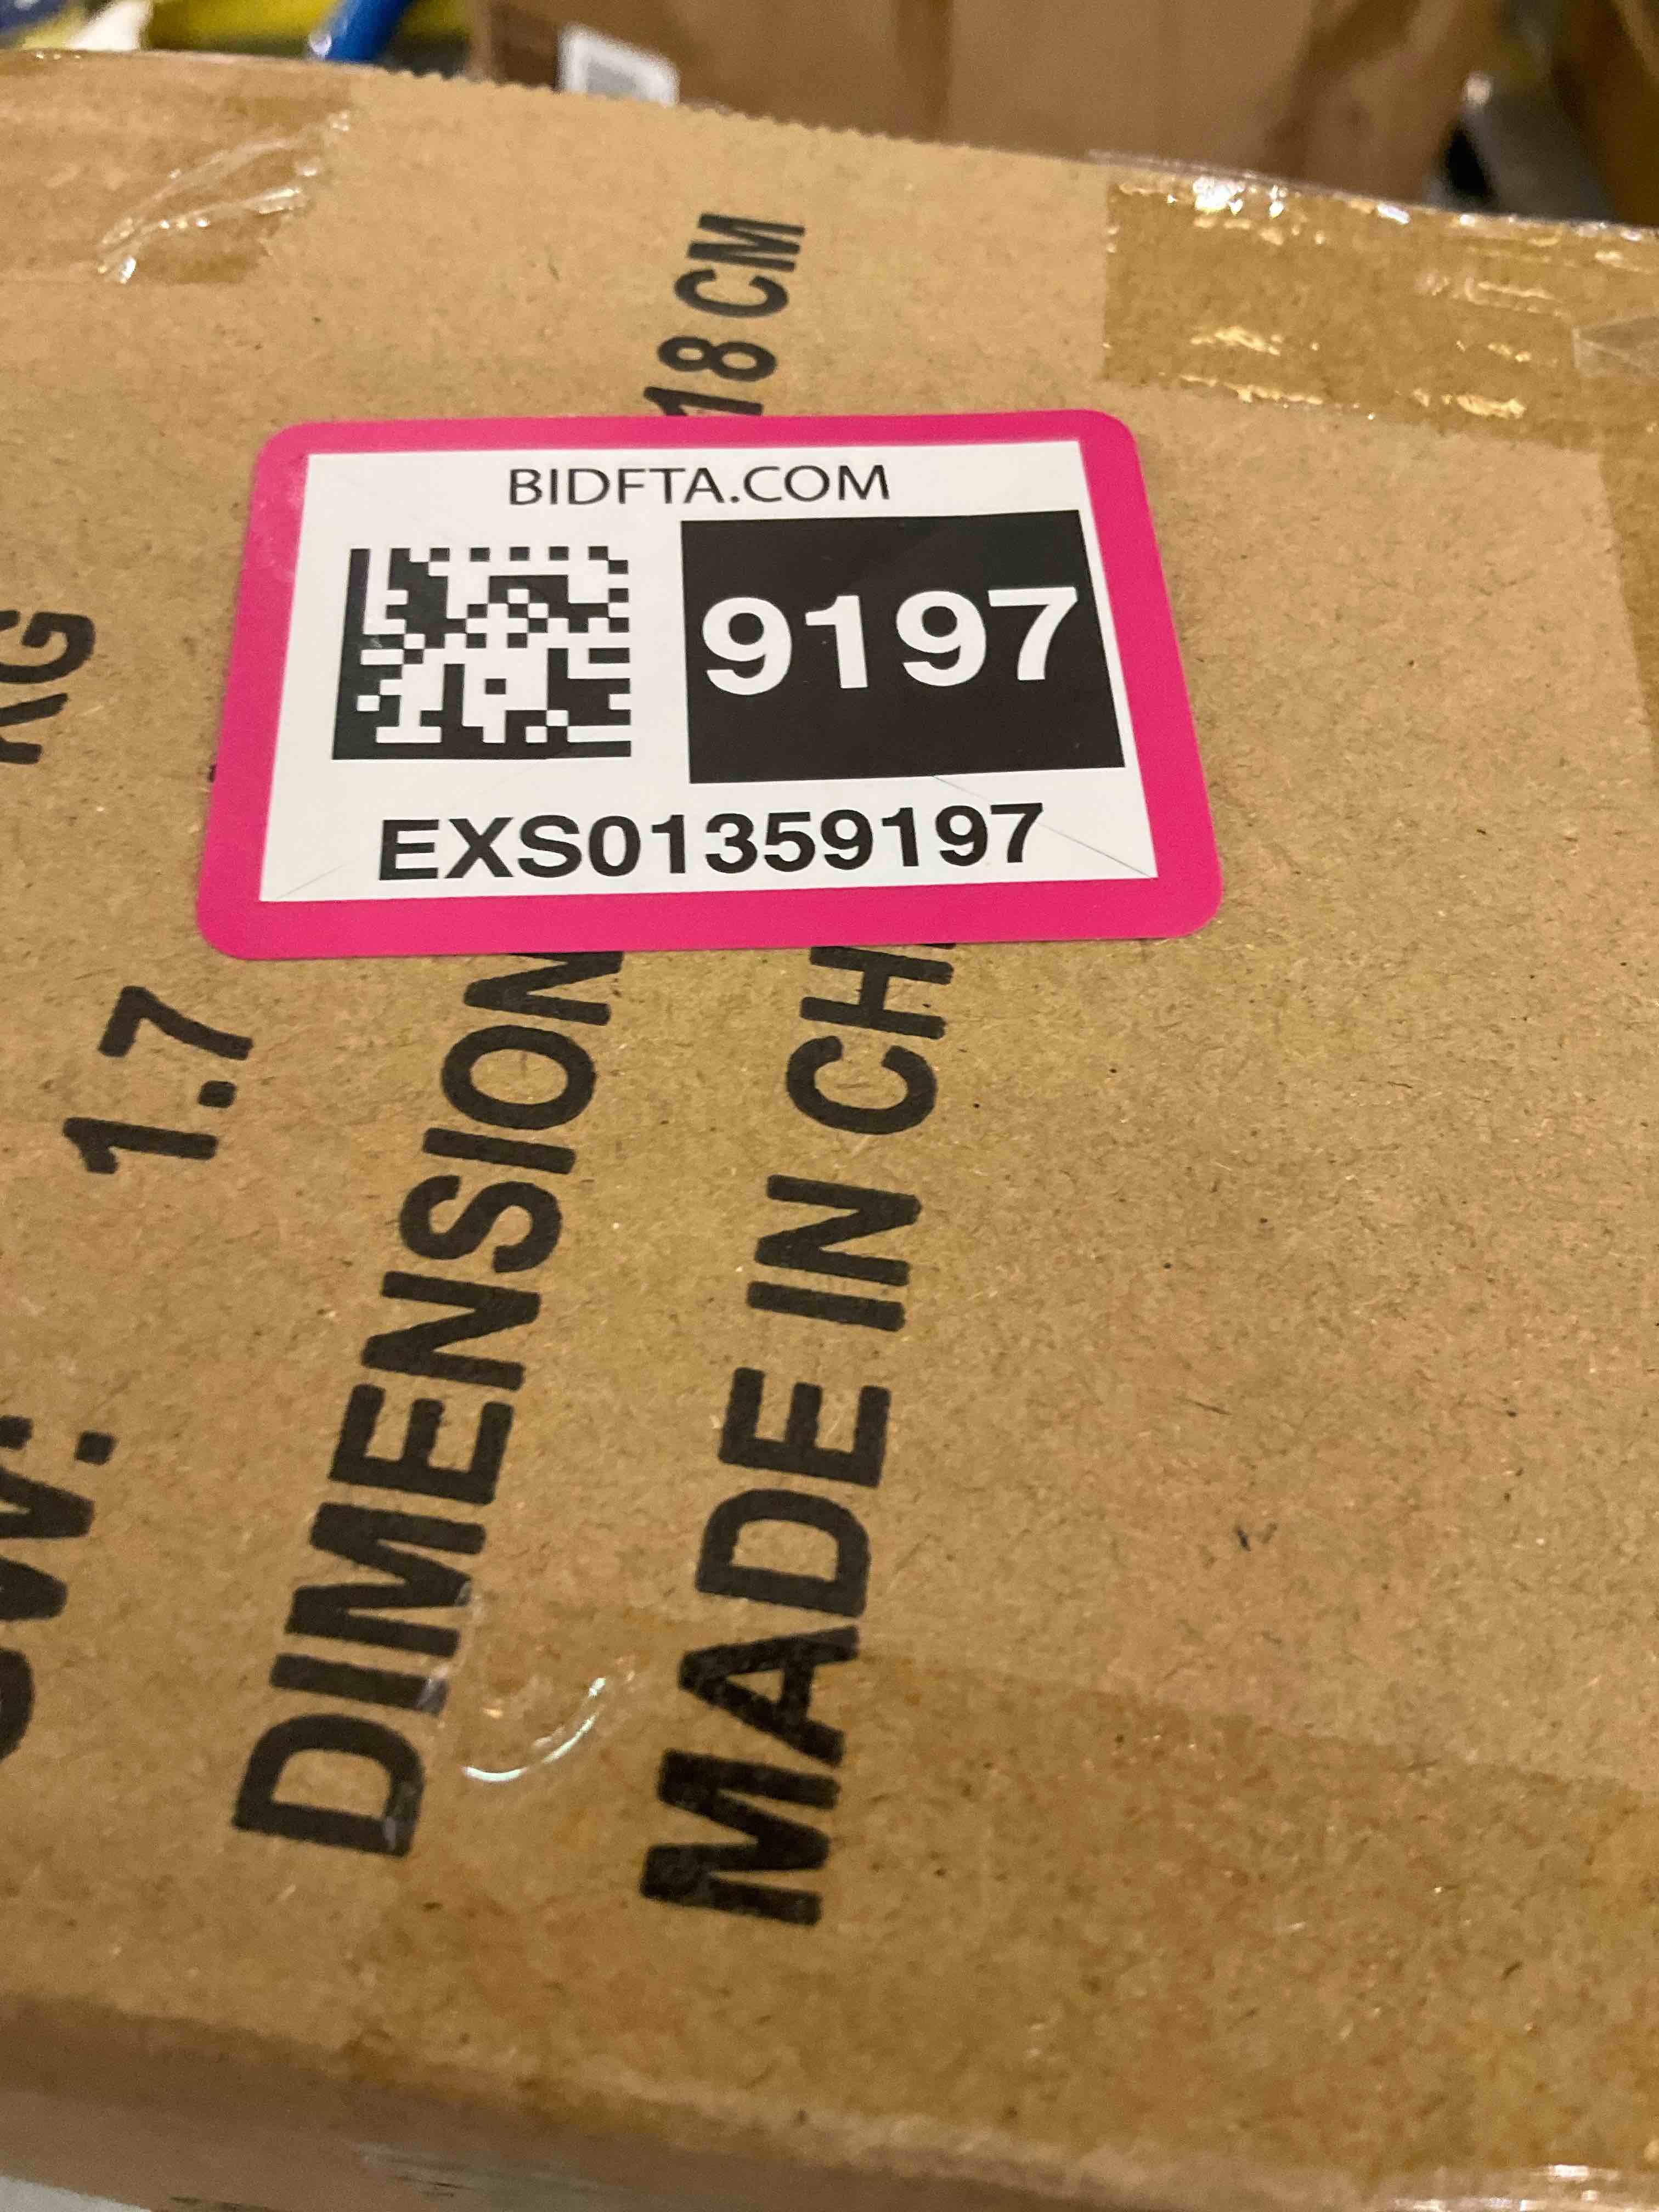 BIDFTA.COM
9197
EXS01359197
1.7 KG
DIMENSION
18 CM
MADE IN CH